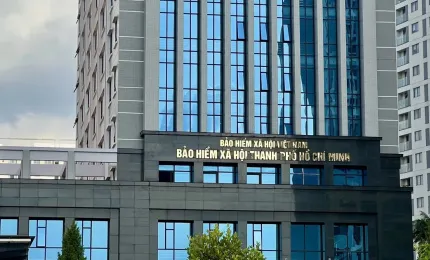 BẢO HIỂM XÃ HỘI VIỆT NAM
BẢO HIỂM XÃ HỘI THÀNH PHỐ HỒ CHÍ MINH